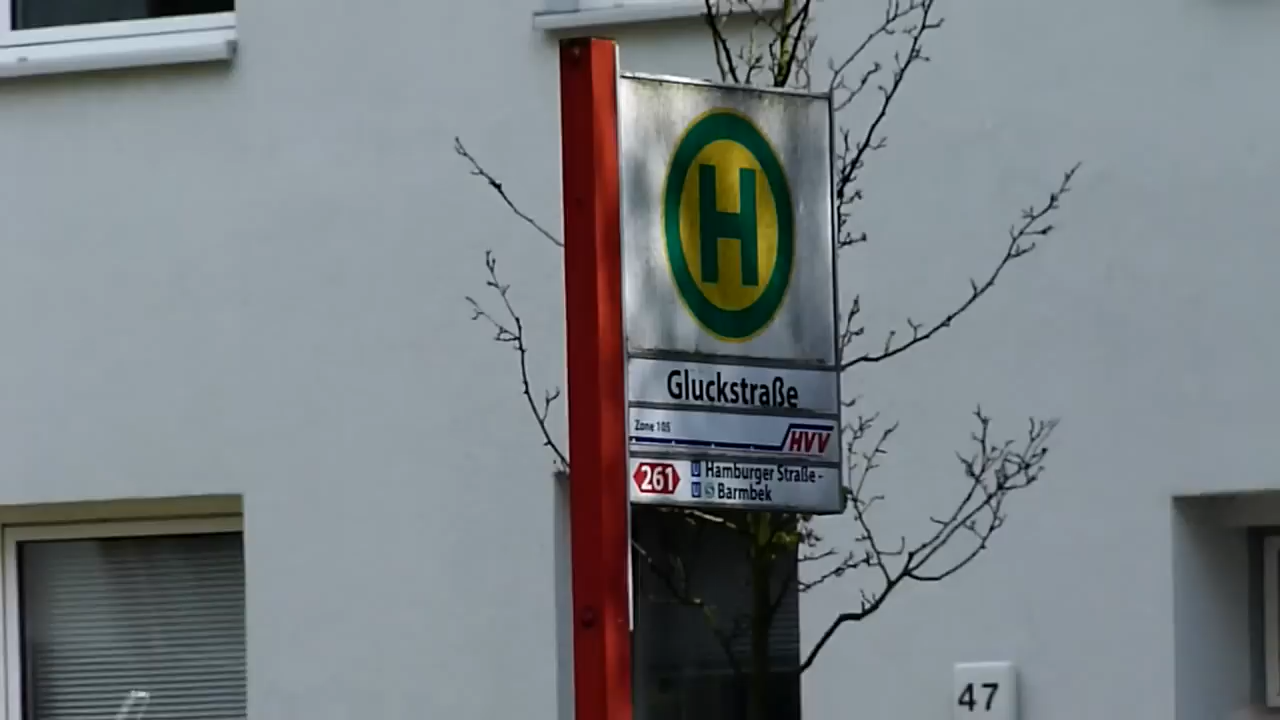 H
Gluckstraße
Zone 105
HVV
261
U Hamburger Straße -
U S Barmbek
47